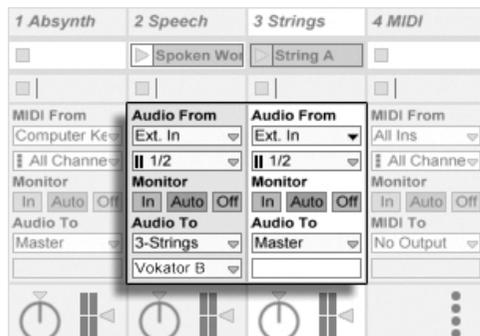 1 Absynth 2 Speech 3 Strings 4 MIDI
Spoken Wo String A
MIDI From Audio From Audio From MIDI From
Computer Ke Ext. In Ext. In All Ins
All Channe 1/2 1/2 All Channe
Monitor Monitor Monitor Monitor
In Auto Off In Auto Off In Auto Off In Auto Off
Audio To Audio To Audio To MIDI To
Master 3-Strings Master No Output
Vokator B